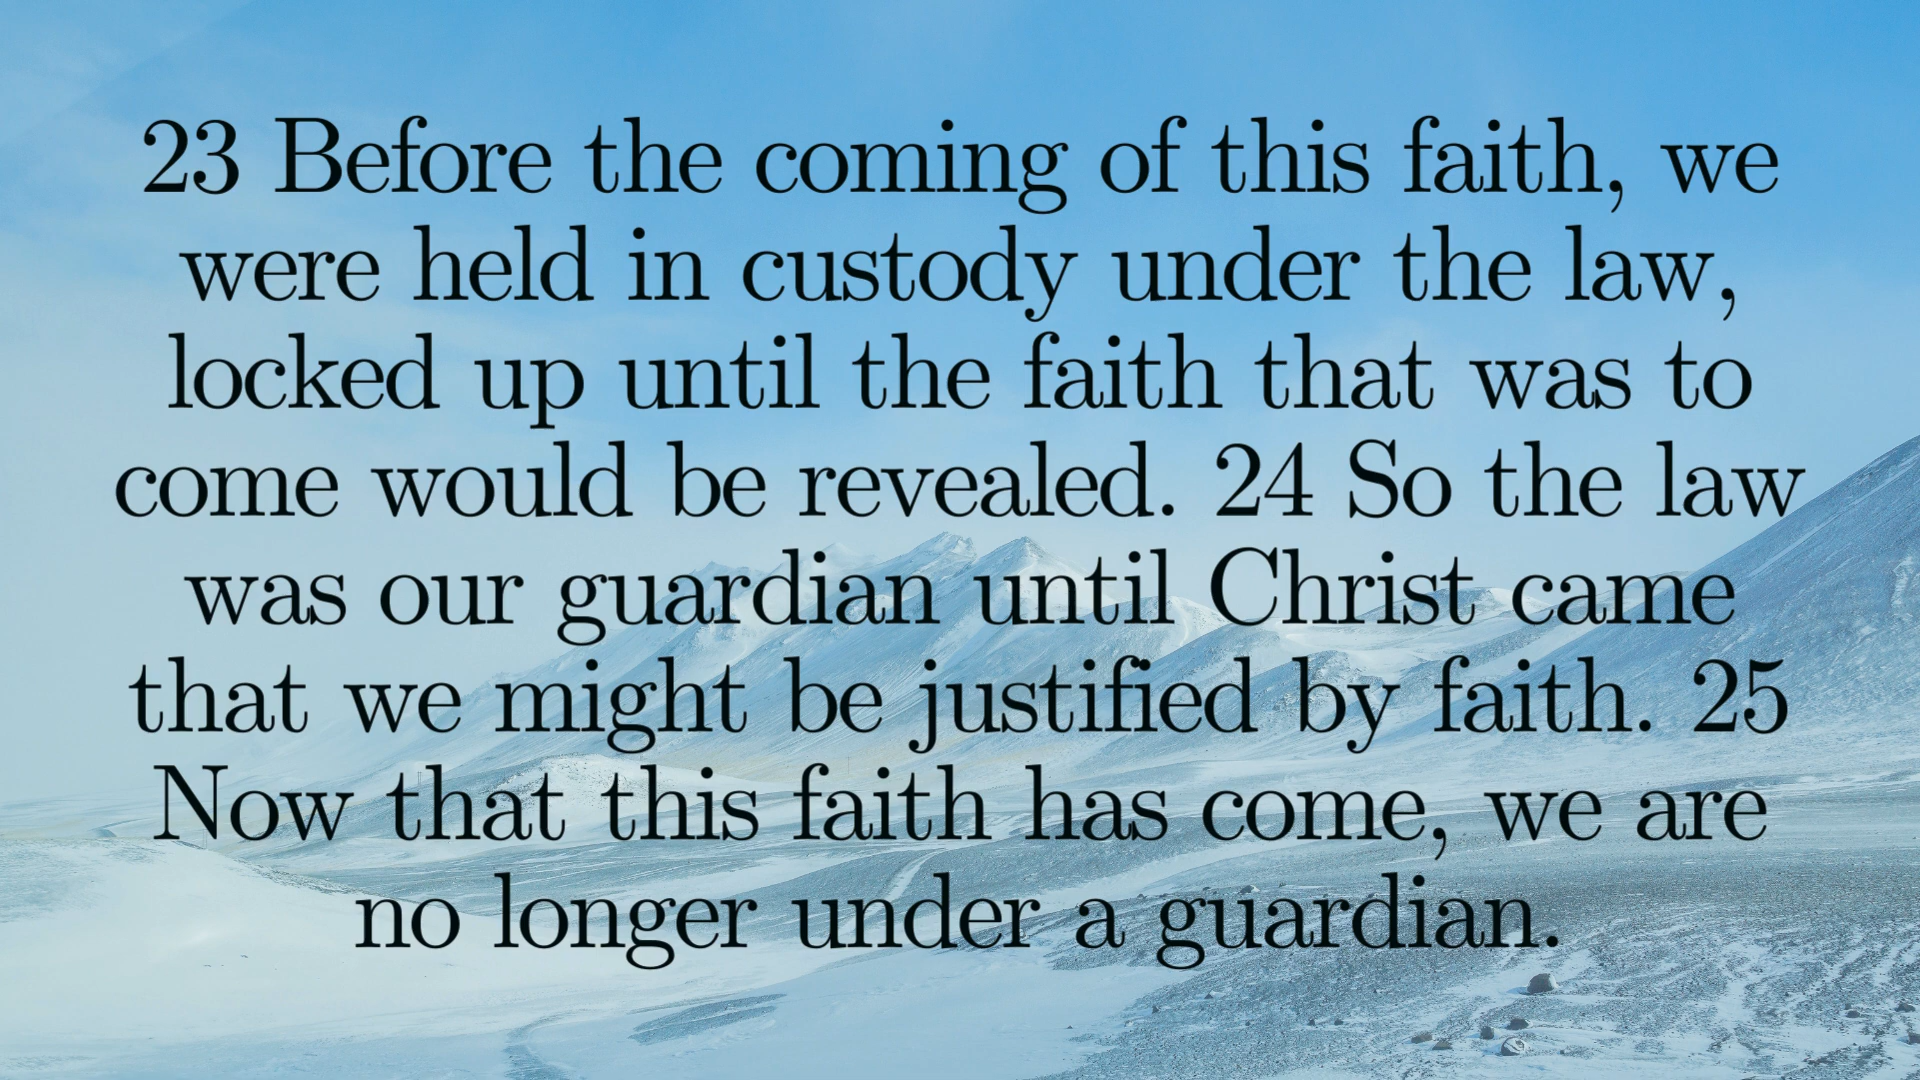 23 Before the coming of this faith, we
were held in custody under the law,
locked up until the faith that was to
come would be revealed. 24 So the law
was our guardian until Christ came
that we might be justified by faith. 25
Now that this faith has come, we are
no longer under a guardian.